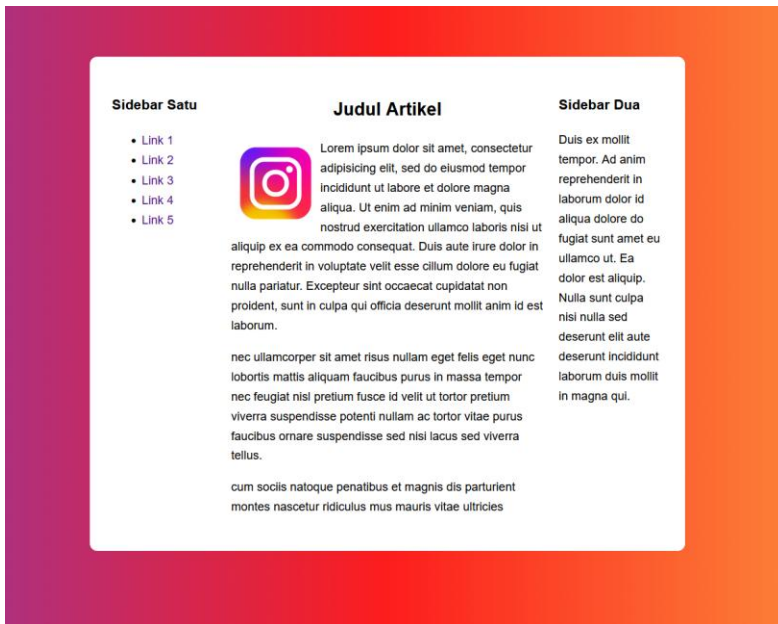 Sidebar Satu
Link 1
Link 2
Link 3
Link 4
Link 5
Judul Artikel
Lorem ipsum dolor sit amet, consectetur
adipisicing elit, sed do eiusmod tempor
incididunt ut labore et dolore magna
aliqua. Ut enim ad minim veniam, quis
nostrud exercitation ullamco laboris nisi ut
aliquip ex ea commodo consequat. Duis aute irure dolor in
reprehenderit in voluptate velit esse cillum dolore eu fugiat
nulla pariatur. Excepteur sint occaecat cupidatat non
proident, sunt in culpa qui officia deserunt mollit anim id est
laborum.
nec ullamcorper sit amet risus nullam eget felis eget nunc
lobortis mattis aliquam faucibus purus in massa tempor
nec feugiat nisl pretium fusce id velit ut tortor pretium
viverra suspendisse potenti nullam ac tortor vitae purus
faucibus ornare suspendisse sed nisi lacus sed viverra
tellus.
cum sociis natoque penatibus et magnis dis parturient
montes nascetur ridiculus mus mauris vitae ultricies
Sidebar Dua
Duis ex mollit
tempor. Ad anim
reprehenderit in
laborum dolor id
aliqua dolore do
fugiat sunt amet eu
ullamco ut. Ea
dolor est aliquip.
Nulla sunt culpa
nisi nulla sed
deserunt elit aute
deserunt incididunt
laborum duis mollit
in magna qui.